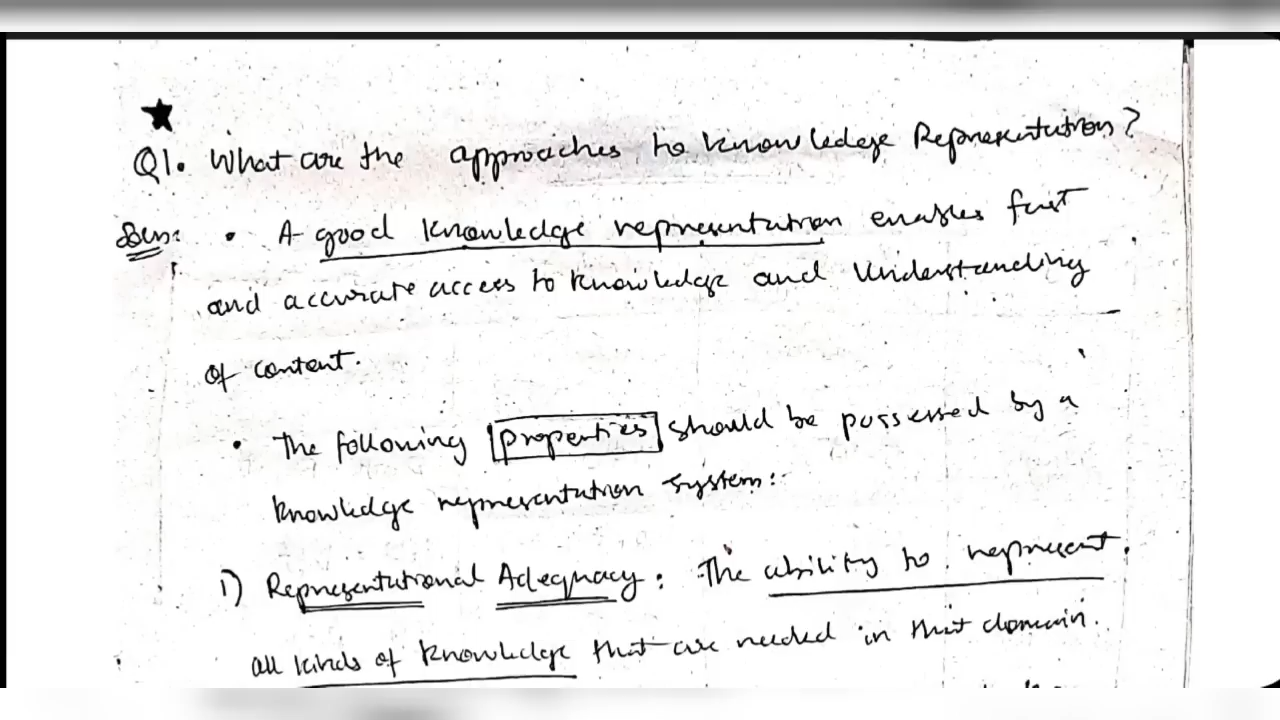 Q1. What are the approaches to knowledge Representation?
Soln: • A good knowledge representation enables fast
and accurate access to knowledge and understanding
of content.
• The following properties should be possessed by a
knowledge representation system:-
1) Representational Adequacy: The ability to represent
all kinds of knowledge that are needed in that domain.